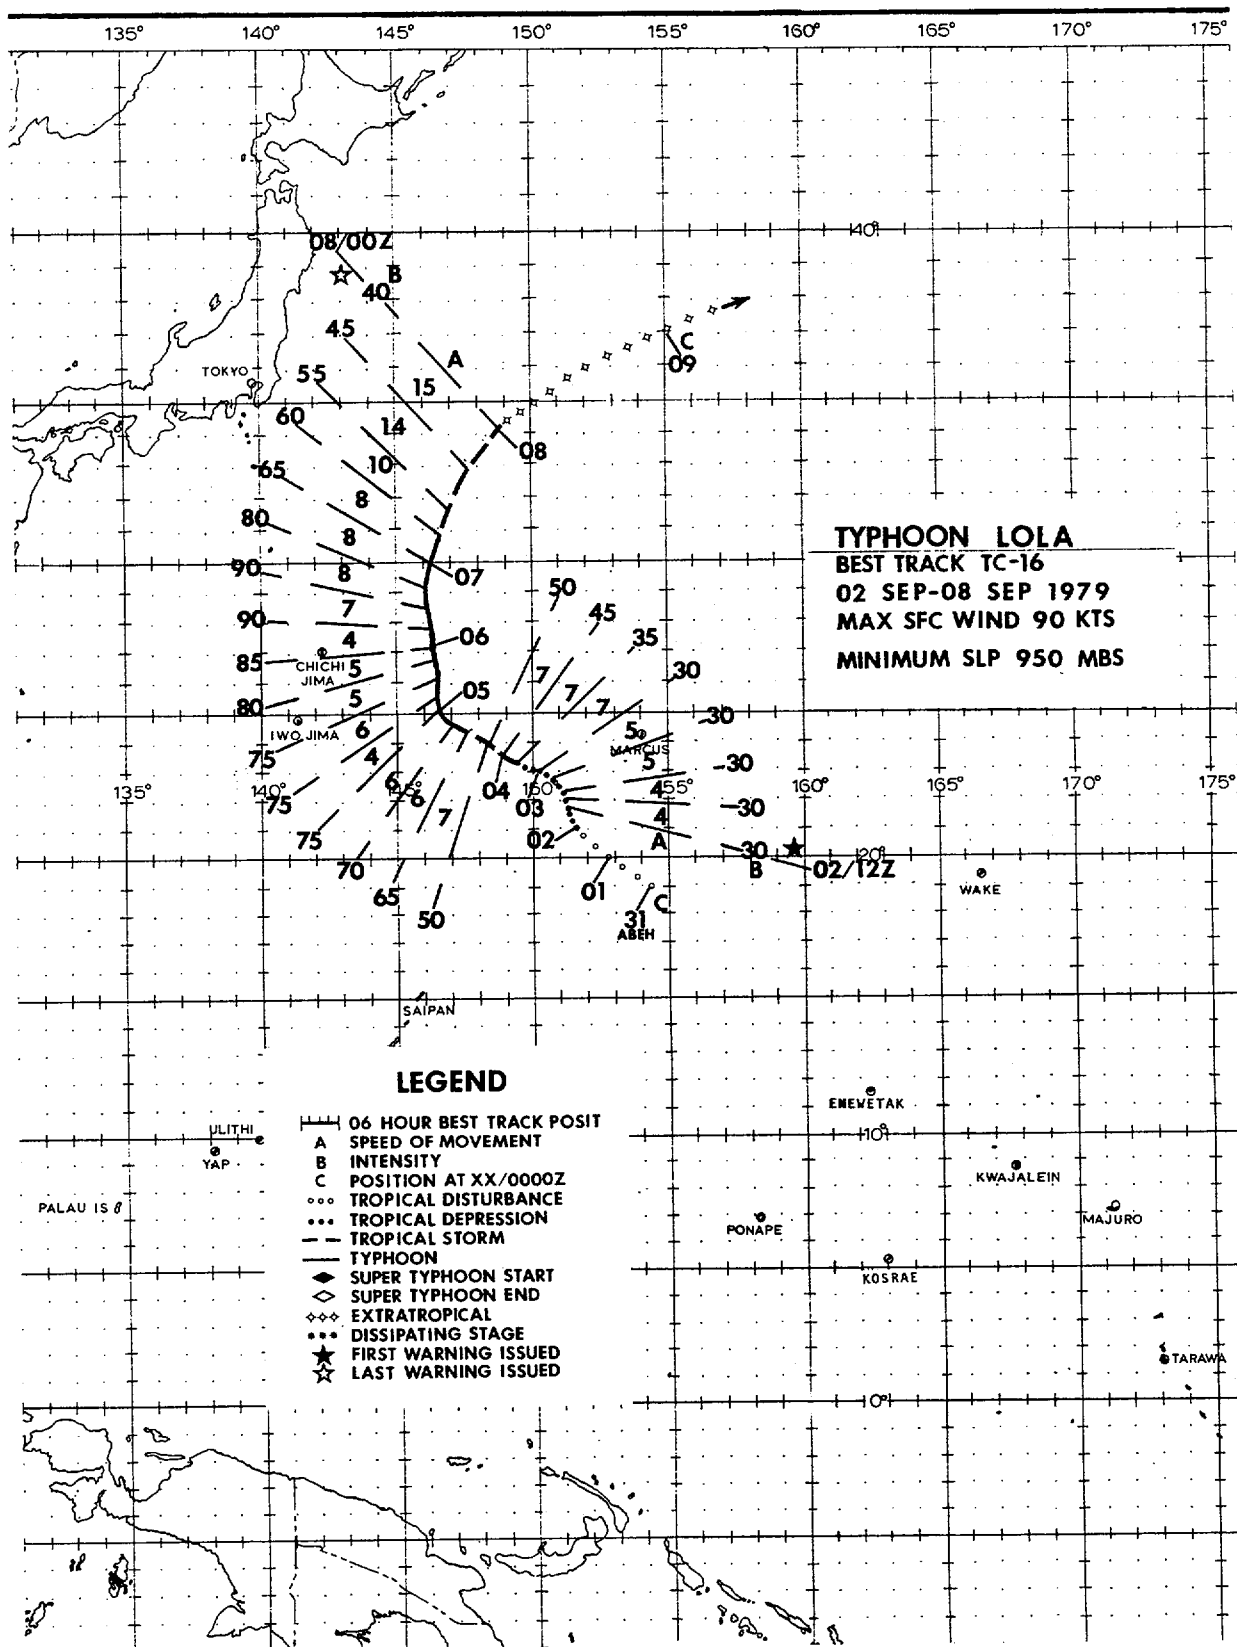 135° 140° 145° 150° 155° 160° 165° 170° 175°
40°
08/00Z
B
40
45
A
TOKYO
55
15
60
14
10
65
8
80
8
90
8
7
90
4
85
CHICHI
JIMA
5
80
5
IWO JIMA
6
75
4
C
09
08
07
06
05
50
45
35
30
7
7
7
5
MARCUS
30
5
30
4
30
4
A
30
B
02/12Z
TYPHOON LOLA
BEST TRACK TC-16
02 SEP-08 SEP 1979
MAX SFC WIND 90 KTS
MINIMUM SLP 950 MBS
135° 140° 145° 150° 155° 160° 165° 170° 175°
75
6
6
04
03
75
7
02
20°
70
65
50
01
C
31
ABEH
WAKE
SAIPAN
LEGEND
06 HOUR BEST TRACK POSIT
A SPEED OF MOVEMENT
B INTENSITY
C POSITION AT XX/0000Z
TROPICAL DISTURBANCE
TROPICAL DEPRESSION
TROPICAL STORM
TYPHOON
SUPER TYPHOON START
SUPER TYPHOON END
EXTRATROPICAL
DISSIPATING STAGE
FIRST WARNING ISSUED
LAST WARNING ISSUED
ULITHI
YAP
PALAU IS
ENEWETAK
10°
KWAJALEIN
PONAPE
MAJURO
KOSRAE
TARAWA
0°